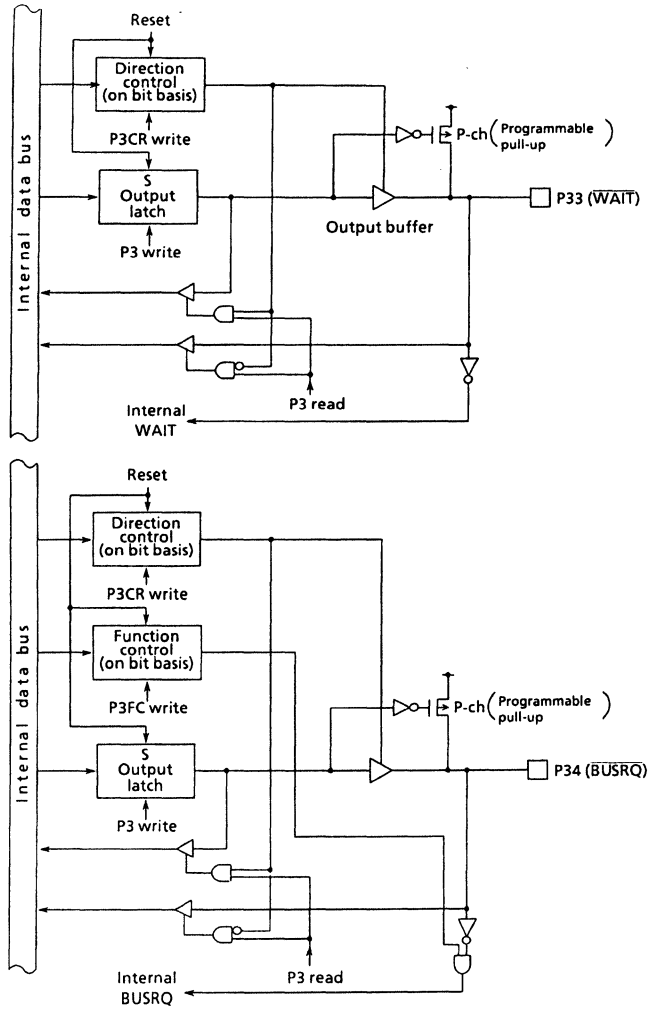 Reset
Direction
control
(on bit basis)
P3CR write
S
Output
latch
P3 write
Internal data bus
P-ch (Programmable
pull-up)
P33 (WAIT)
Output buffer
P3 read
Internal
WAIT
Reset
Direction
control
(on bit basis)
P3CR write
Function
control
(on bit basis)
P3FC write
S
Output
latch
P3 write
Internal data bus
P-ch (Programmable
pull-up)
P34 (BUSRQ)
P3 read
Internal
BUSRQ